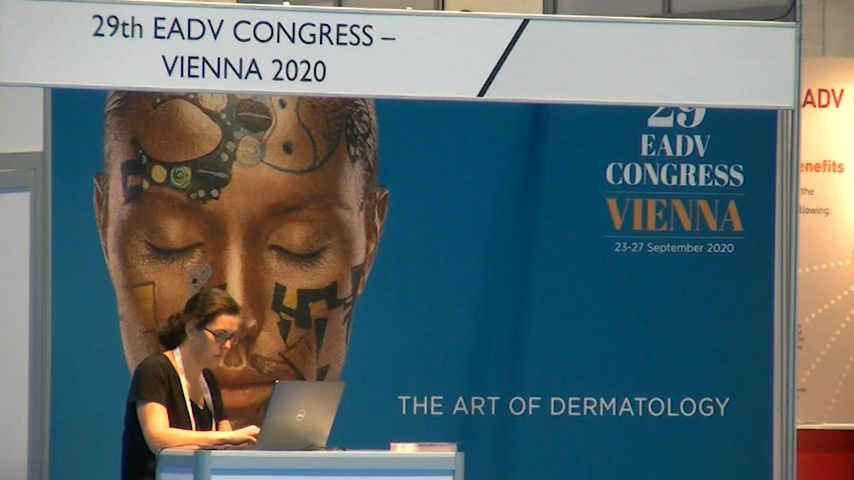 29th EADV CONGRESS –
VIENNA 2020
29
EADV
CONGRESS
VIENNA
23-27 September 2020
THE ART OF DERMATOLOGY
DELL
ADV
enefits
the
llowing: